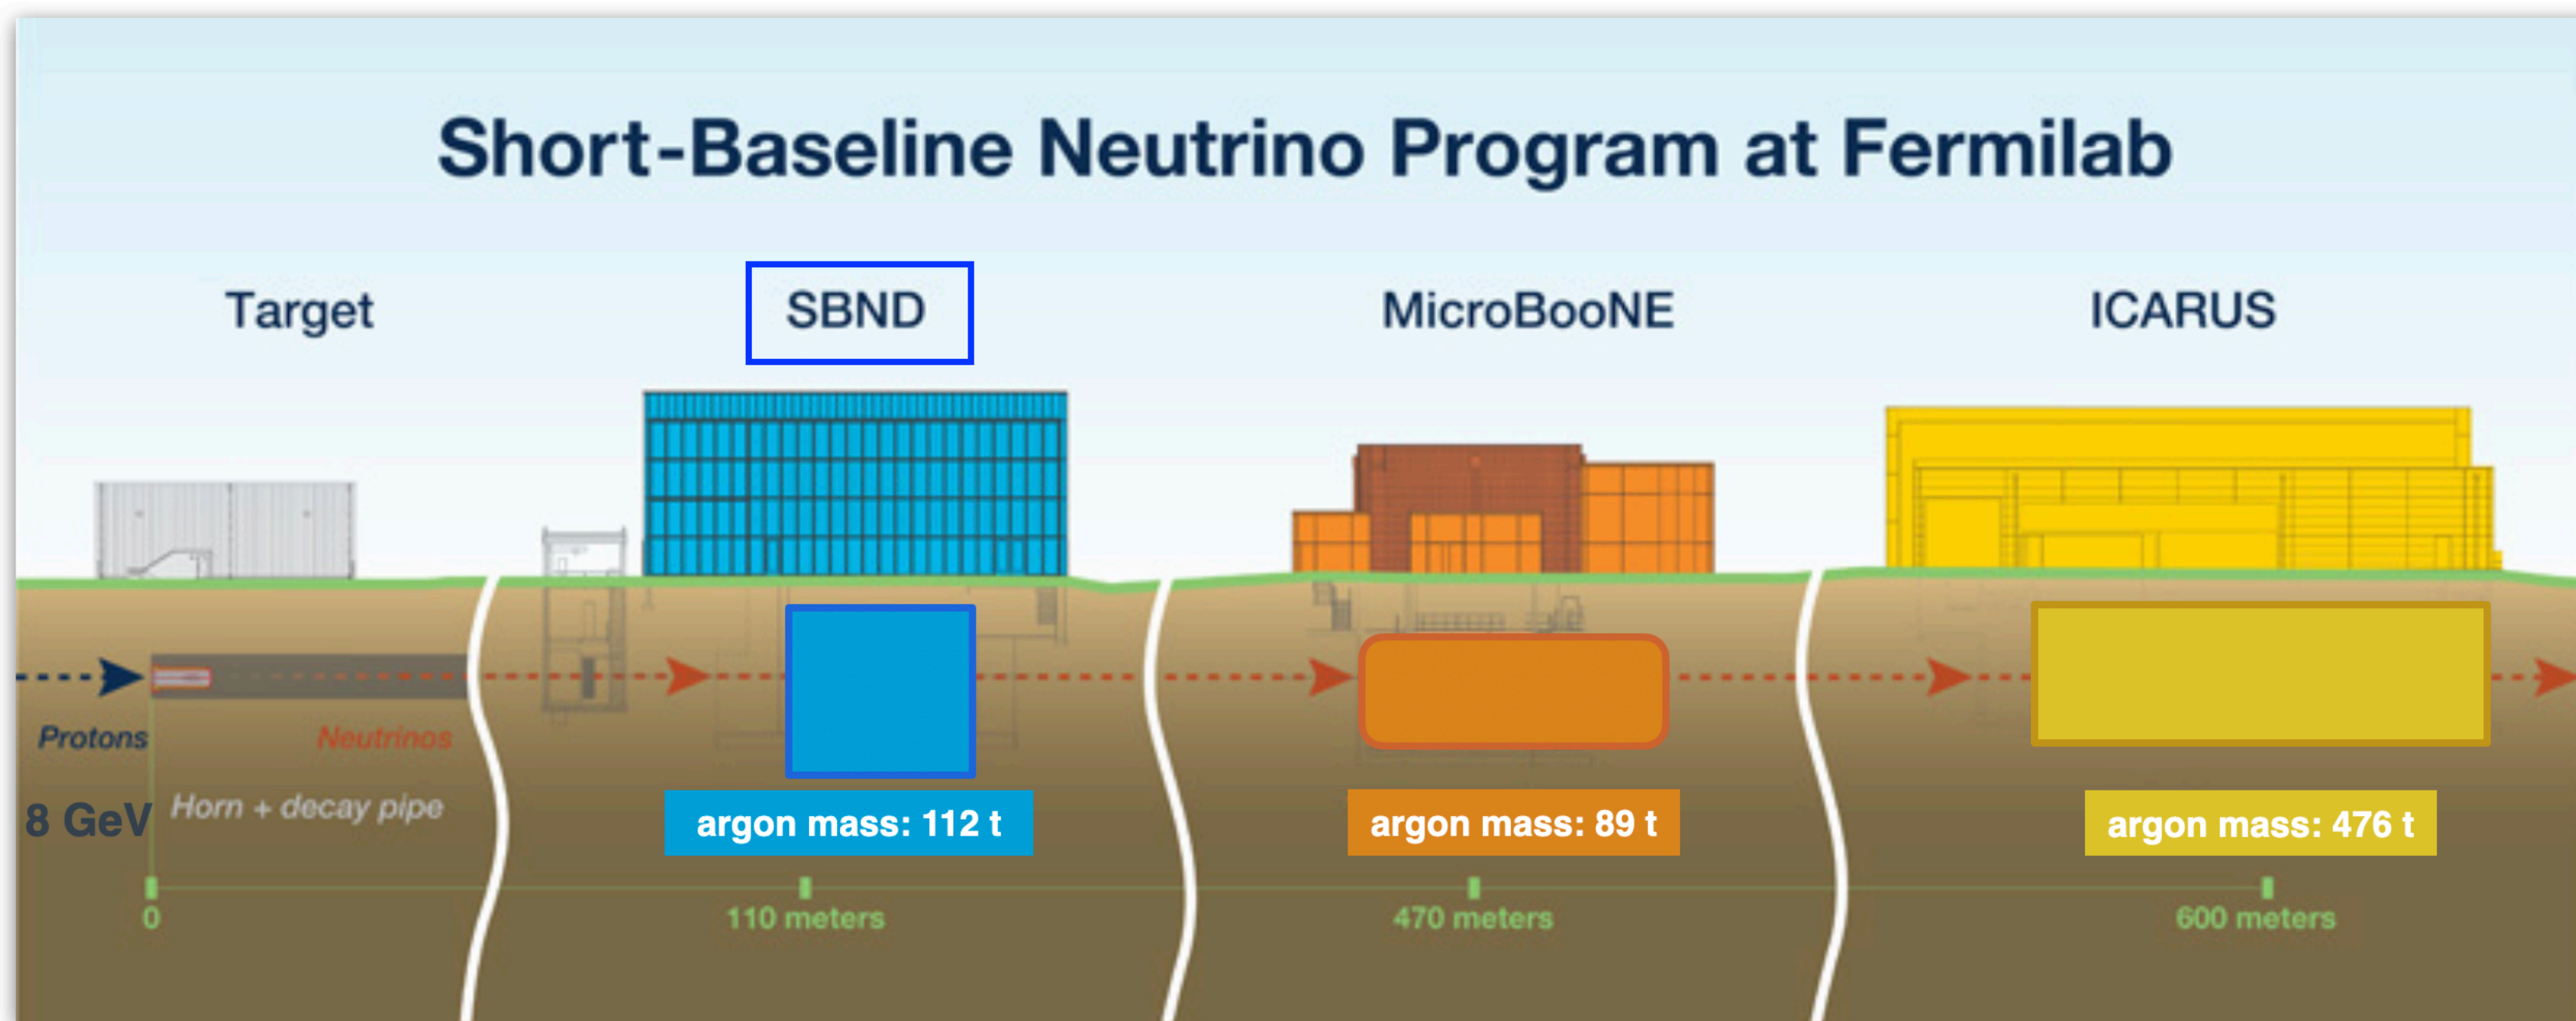 Short-Baseline Neutrino Program at Fermilab
Target
SBND
MicroBooNE
ICARUS
Protons
Neutrinos
8 GeV
Horn + decay pipe
argon mass: 112 t
argon mass: 89 t
argon mass: 476 t
0
110 meters
470 meters
600 meters